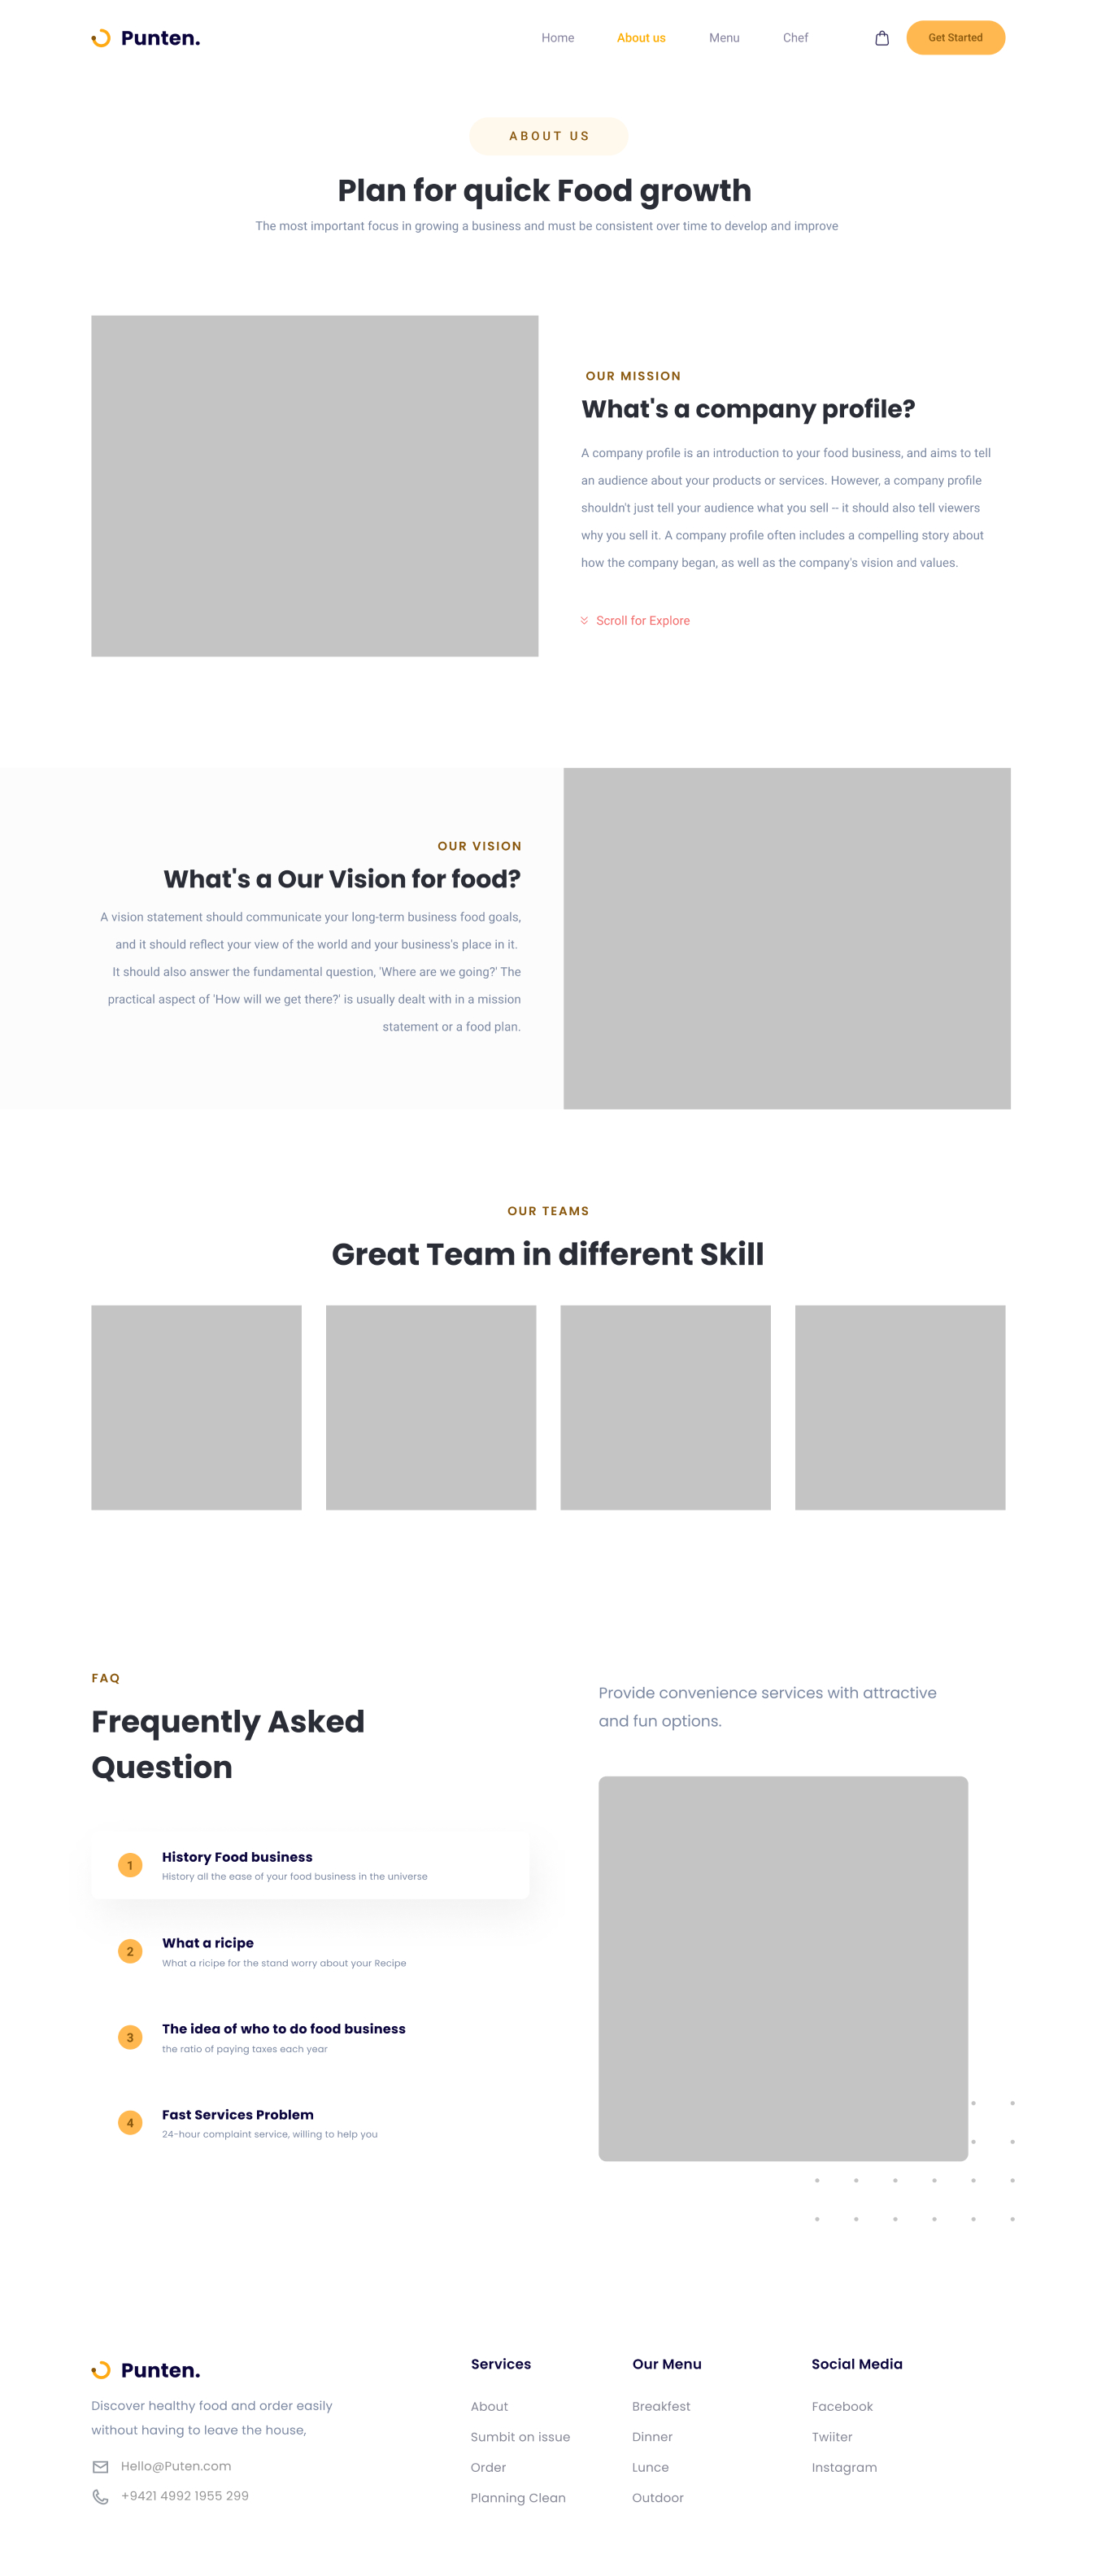 Punten.
Home
About us
Menu
Chef
Get Started
ABOUT US
Plan for quick Food growth
The most important focus in growing a business and must be consistent over time to develop and improve
OUR MISSION
What's a company profile?
A company profile is an introduction to your food business, and aims to tell
an audience about your products or services. However, a company profile
shouldn't just tell your audience what you sell -- it should also tell viewers
why you sell it. A company profile often includes a compelling story about
how the company began, as well as the company's vision and values.
Scroll for Explore
OUR VISION
What's a Our Vision for food?
A vision statement should communicate your long-term business food goals,
and it should reflect your view of the world and your business's place in it.
It should also answer the fundamental question, 'Where are we going?' The
practical aspect of 'How will we get there?' is usually dealt with in a mission
statement or a food plan.
OUR TEAMS
Great Team in different Skill
FAQ
Frequently Asked
Question
Provide convenience services with attractive
and fun options.
1
History Food business
History all the ease of your food business in the universe
2
What a ricipe
What a ricipe for the stand worry about your Recipe
3
The idea of who to do food business
the ratio of paying taxes each year
4
Fast Services Problem
24-hour complaint service, willing to help you
Punten.
Discover healthy food and order easily
without having to leave the house,
Hello@Puten.com
+9421 4992 1955 299
Services
About
Sumbit on issue
Order
Planning Clean
Our Menu
Breakfest
Dinner
Lunce
Outdoor
Social Media
Facebook
Twiiter
Instagram